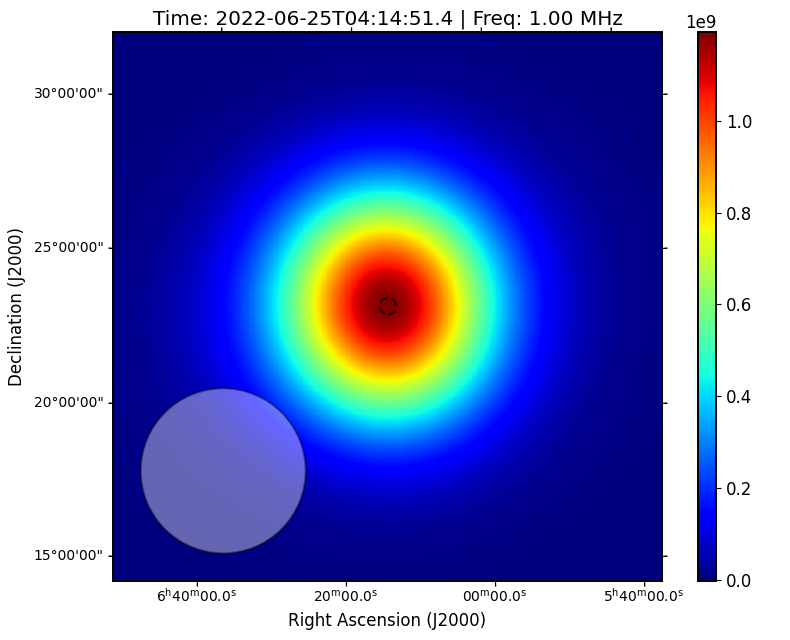 Time: 2022-06-25T04:14:51.4 | Freq: 1.00 MHz
1e9
30°00'00"
25°00'00"
20°00'00"
15°00'00"
Declination (J2000)
6ʰ40ᵐ00.0ˢ
20ᵐ00.0ˢ
00ᵐ00.0ˢ
5ʰ40ᵐ00.0ˢ
Right Ascension (J2000)
1.0
0.8
0.6
0.4
0.2
0.0